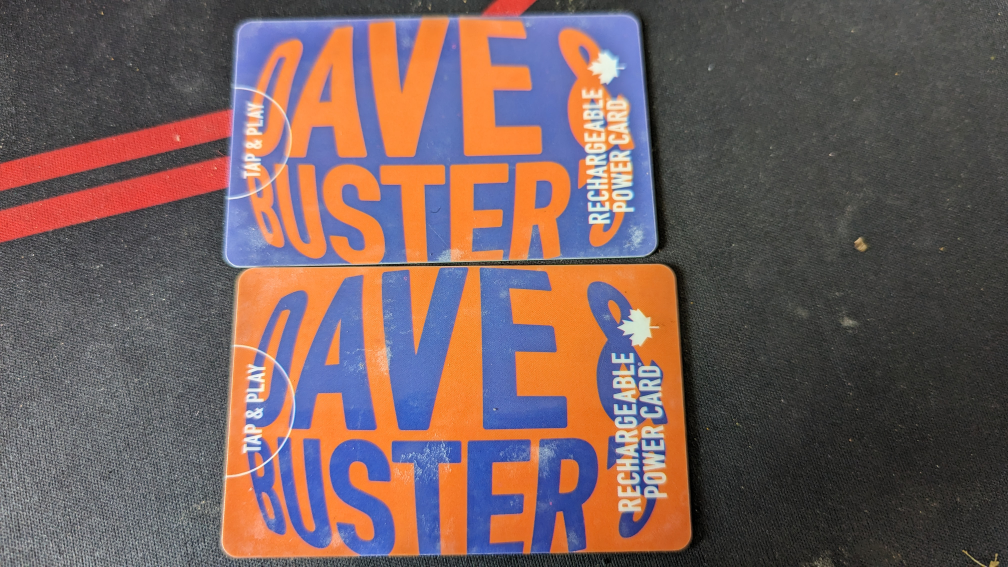 DAVE &
BUSTER'
TAP & PLAY
RECHARGEABLE
POWER CARD
DAVE &
BUSTER'
TAP & PLAY
RECHARGEABLE
POWER CARD